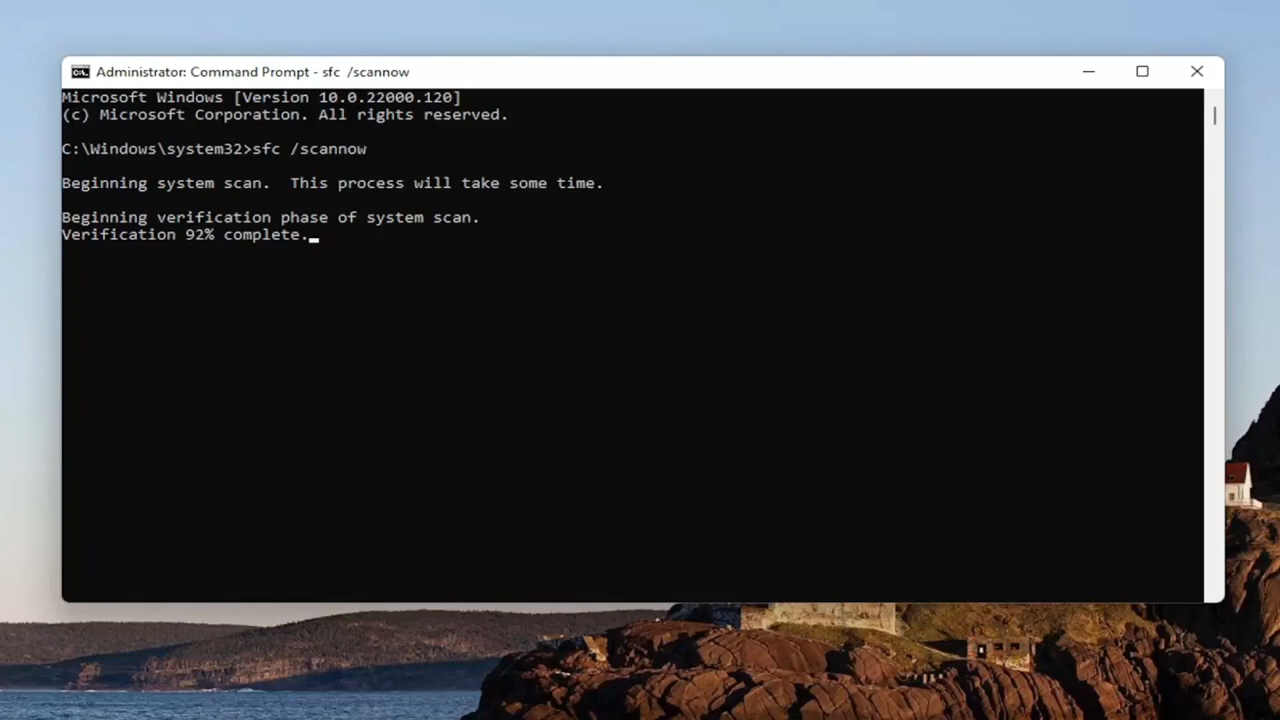 Administrator: Command Prompt - sfc /scannow
Microsoft Windows [Version 10.0.22000.120]
(c) Microsoft Corporation. All rights reserved.
C:\Windows\system32>sfc /scannow
Beginning system scan.  This process will take some time.
Beginning verification phase of system scan.
Verification 92% complete.